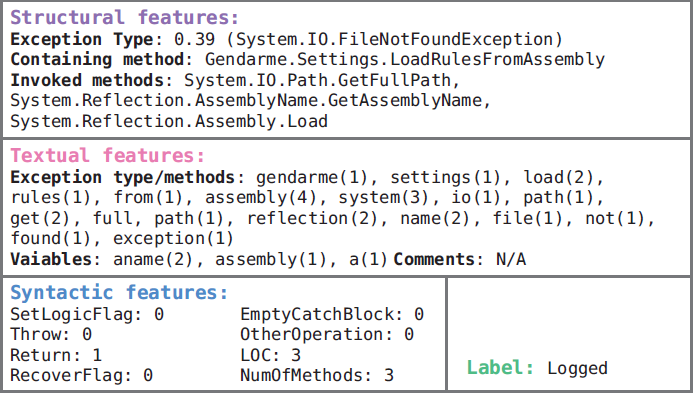 Structural features:
Exception Type: 0.39 (System.IO.FileNotFoundException)
Containing method: Gendarme.Settings.LoadRulesFromAssembly
Invoked methods: System.IO.Path.GetFullPath,
System.Reflection.AssemblyName.GetAssemblyName,
System.Reflection.Assembly.Load
Textual features:
Exception type/methods: gendarme(1), settings(1), load(2),
rules(1), from(1), assembly(4), system(3), io(1), path(1),
get(2), full, path(1), reflection(2), name(2), file(1), not(1),
found(1), exception(1)
Vaiables: aname(2), assembly(1), a(1) Comments: N/A
Syntactic features:
SetLogicFlag: 0 EmptyCatchBlock: 0
Throw: 0 OtherOperation: 0
Return: 1 LOC: 3
RecoverFlag: 0 NumOfMethods: 3
Label: Logged